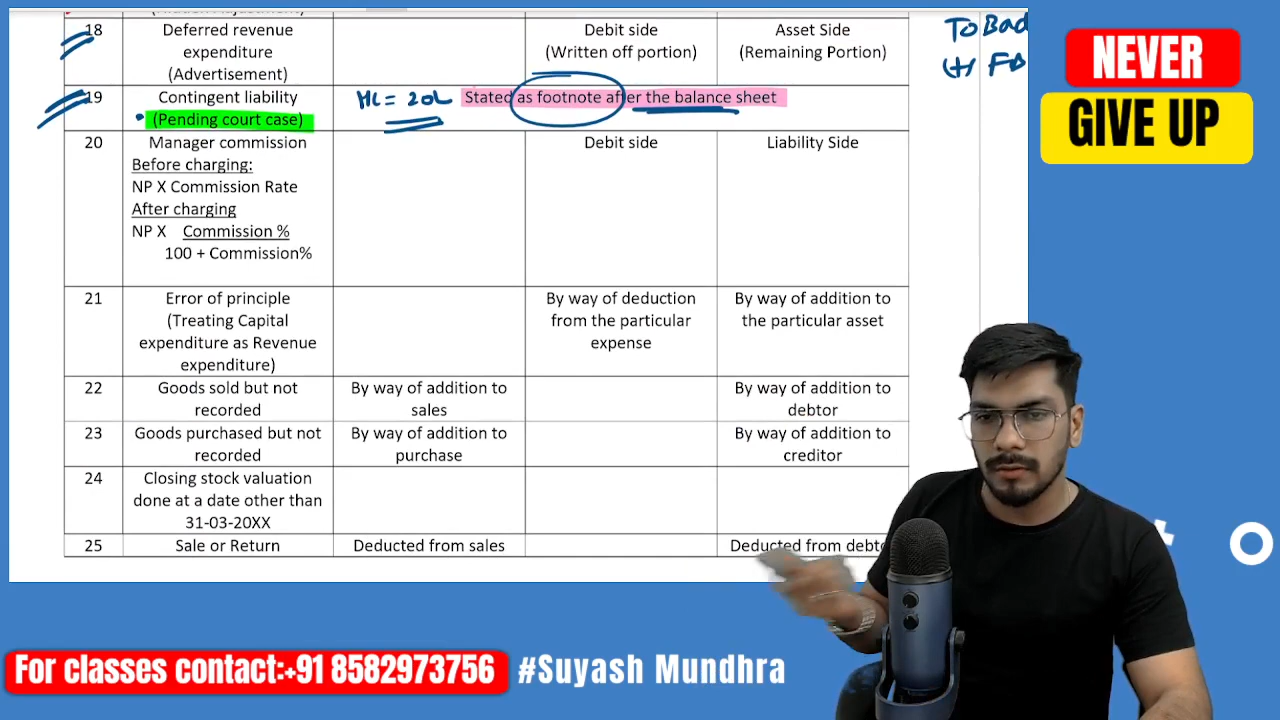 18 Deferred revenue Debit side Asset Side
expenditure (Written off portion) (Remaining Portion)
(Advertisement)
19 Contingent liability HC = 20L Stated as footnote after the balance sheet
(Pending court case)
20 Manager commission Debit side Liability Side
Before charging:
NP X Commission Rate
After charging
NP X Commission %
100 + Commission%
21 Error of principle By way of deduction By way of addition to
(Treating Capital from the particular the particular asset
expenditure as Revenue expense
expenditure)
22 Goods sold but not By way of addition to By way of addition to
recorded sales debtor
23 Goods purchased but not By way of addition to By way of addition to
recorded purchase creditor
24 Closing stock valuation
done at a date other than
31-03-20XX
25 Sale or Return Deducted from sales Deducted from debto
To Bad
(+)
NEVER
GIVE UP
For classes contact:+91 8582973756 #Suyash Mundhra